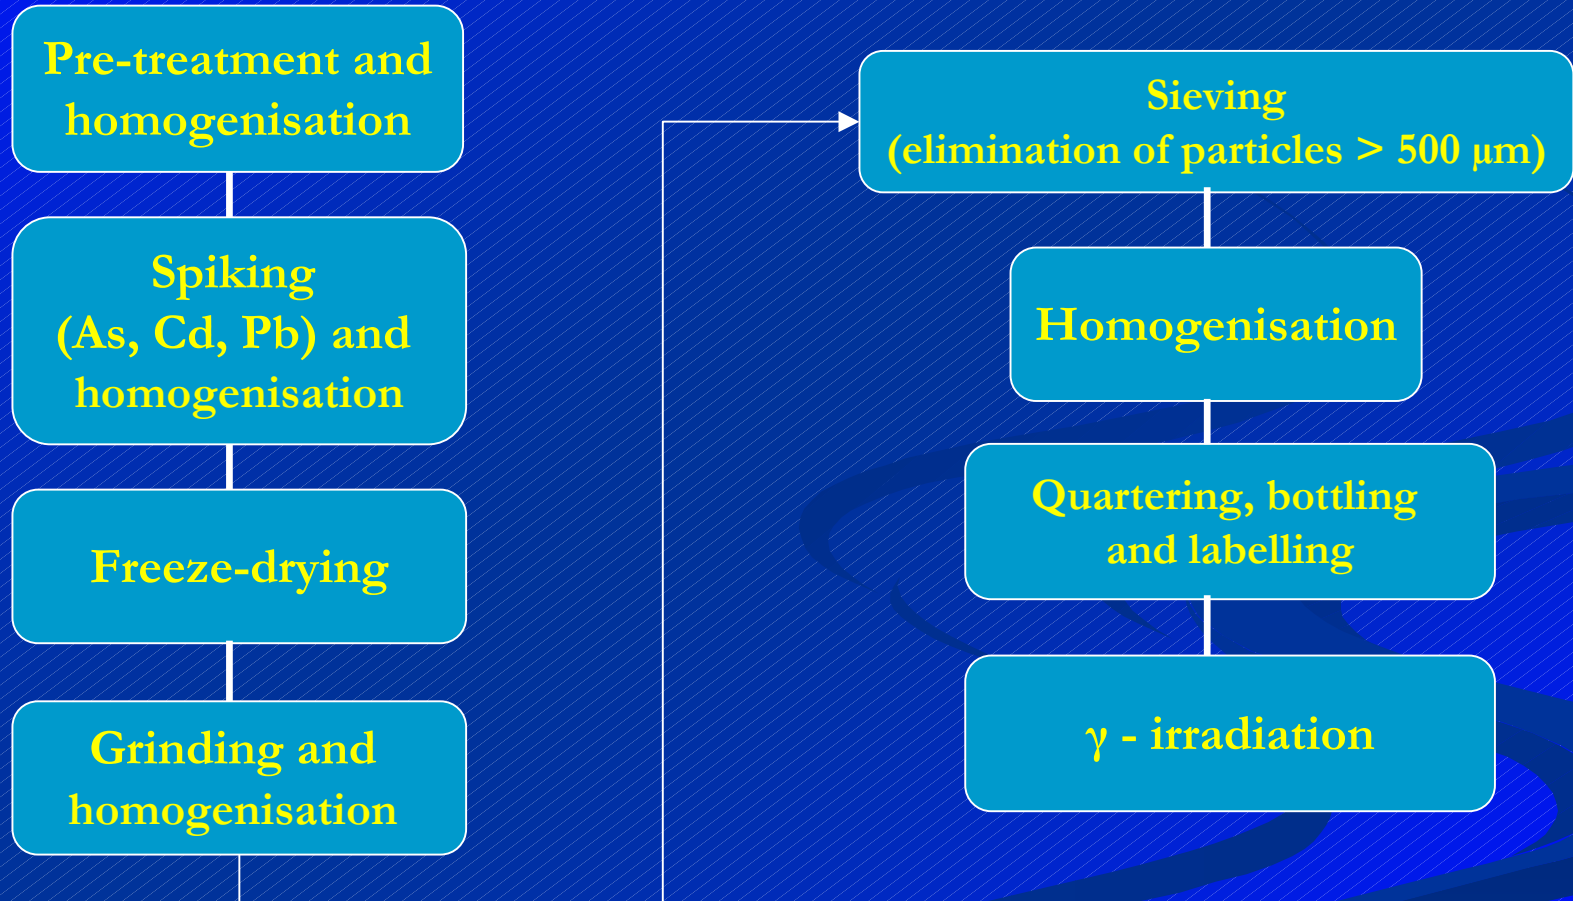 Pre-treatment and
homogenisation
Spiking
(As, Cd, Pb) and
homogenisation
Freeze-drying
Grinding and
homogenisation
Sieving
(elimination of particles > 500 µm)
Homogenisation
Quartering, bottling
and labelling
γ - irradiation